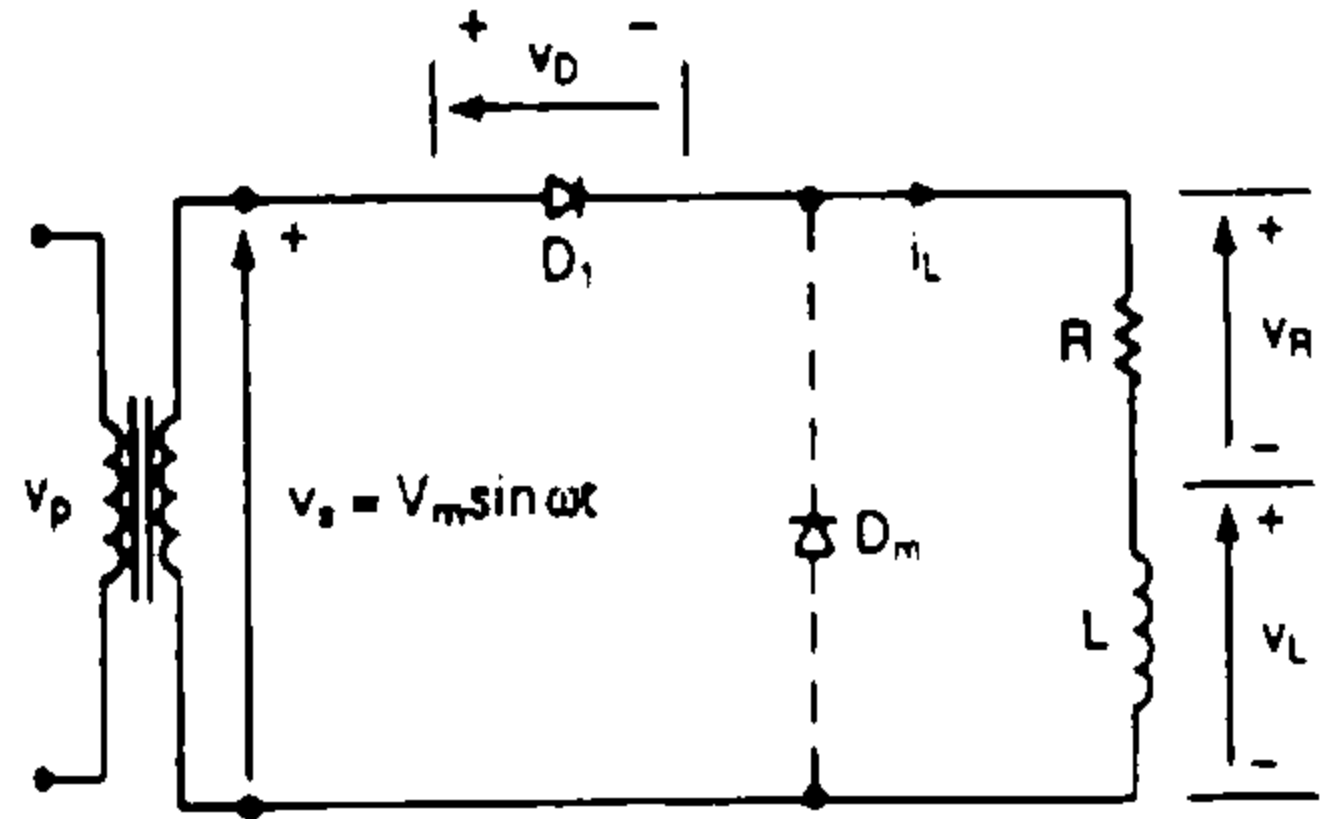 + −
v_D
+
D₁
i_L
+
R
v_R
−
v_p
v_s = V_m sin ωt
D_m
+
L
v_L
−